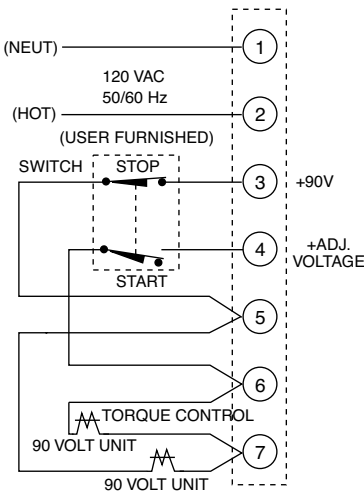 (NEUT)
1
120 VAC
50/60 Hz
(HOT)
2
(USER FURNISHED)
SWITCH STOP
3 +90V
4 +ADJ.
VOLTAGE
START
5
6
TORQUE CONTROL
90 VOLT UNIT
7
90 VOLT UNIT